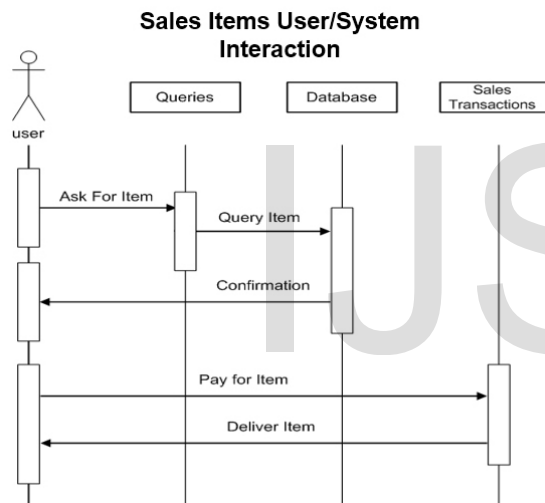 Sales Items User/System
Interaction
Queries
Database
Sales
Transactions
user
Ask For Item
Query Item
Confirmation
Pay for Item
Deliver Item
IJS